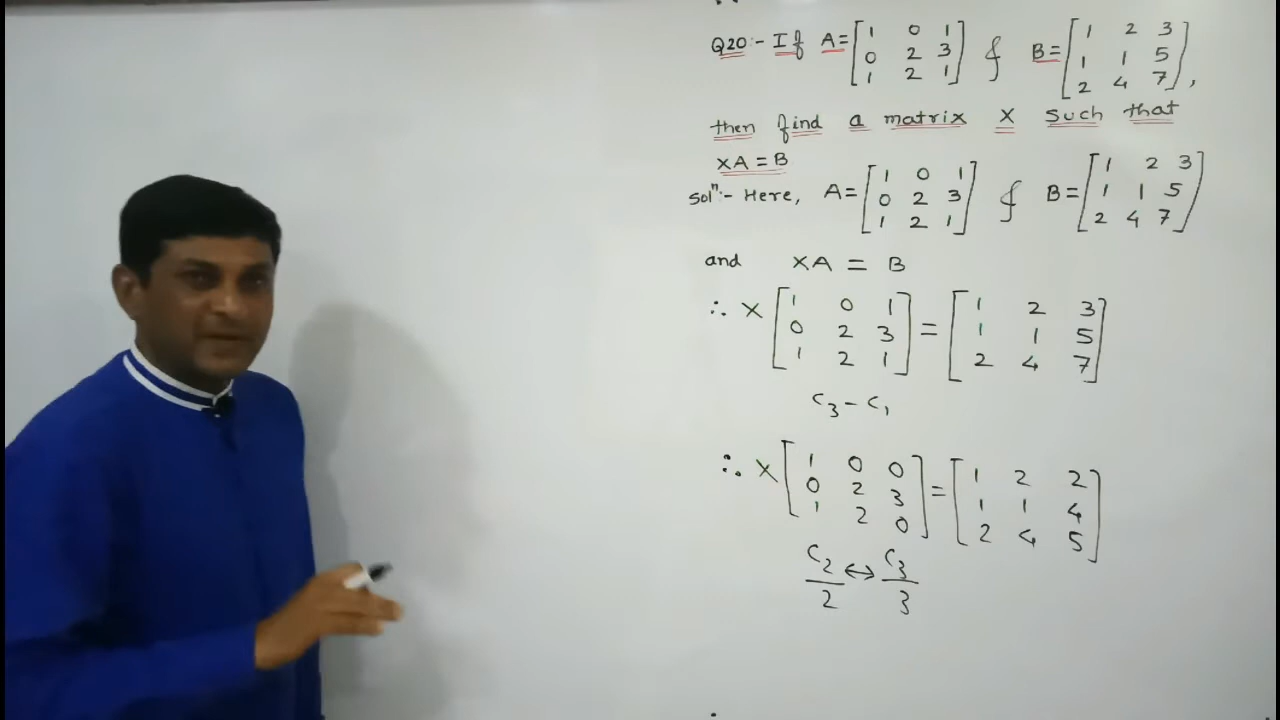 Q20:- If A= [1 0 1 0 2 3 1 2 1] & B= [1 2 3 1 1 5 2 4 7],
then find a matrix X such that
XA = B
Solⁿ:- Here, A= [1 0 1 0 2 3 1 2 1] & B= [1 2 3 1 1 5 2 4 7]
and XA = B
∴ X [1 0 1 0 2 3 1 2 1] = [1 2 3 1 1 5 2 4 7]
C₃ - C₁
∴ X [1 0 0 0 2 3 1 2 0] = [1 2 2 1 1 4 2 4 5]
C₂/2 ↔ C₃/3